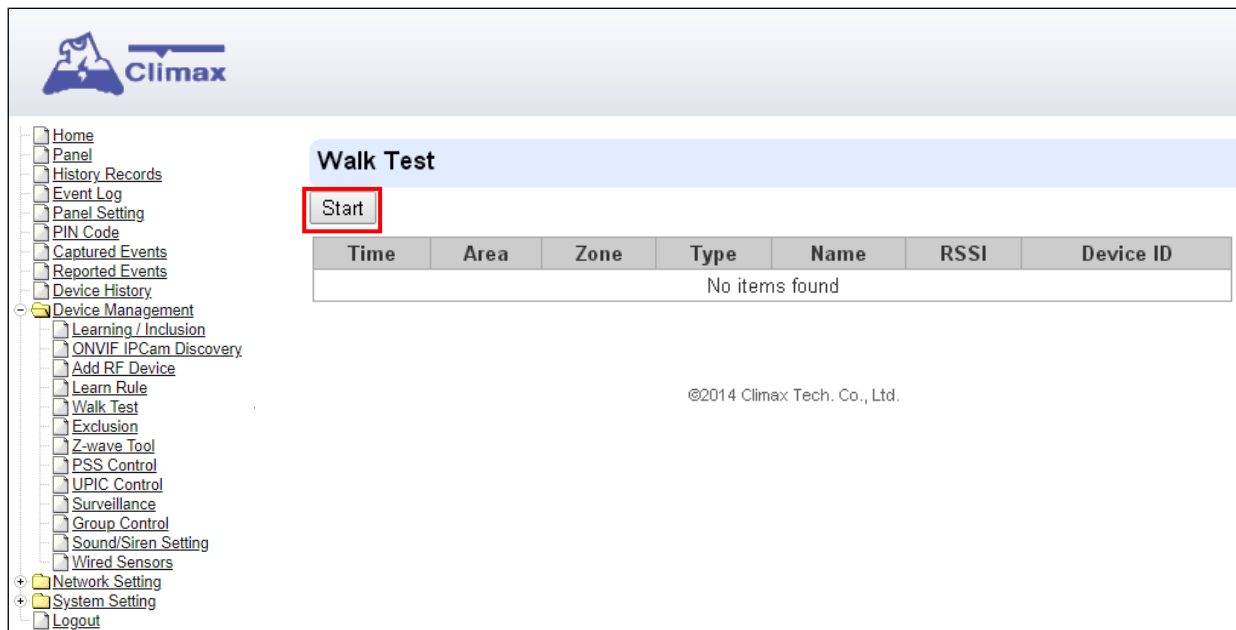 Climax
Home
Panel
History Records
Event Log
Panel Setting
PIN Code
Captured Events
Reported Events
Device History
Device Management
Learning / Inclusion
ONVIF IPCam Discovery
Add RF Device
Learn Rule
Walk Test
Exclusion
Z-wave Tool
PSS Control
UPIC Control
Surveillance
Group Control
Sound/Siren Setting
Wired Sensors
Network Setting
System Setting
Logout
Walk Test
Start
Time Area Zone Type Name RSSI Device ID
No items found
©2014 Climax Tech. Co., Ltd.